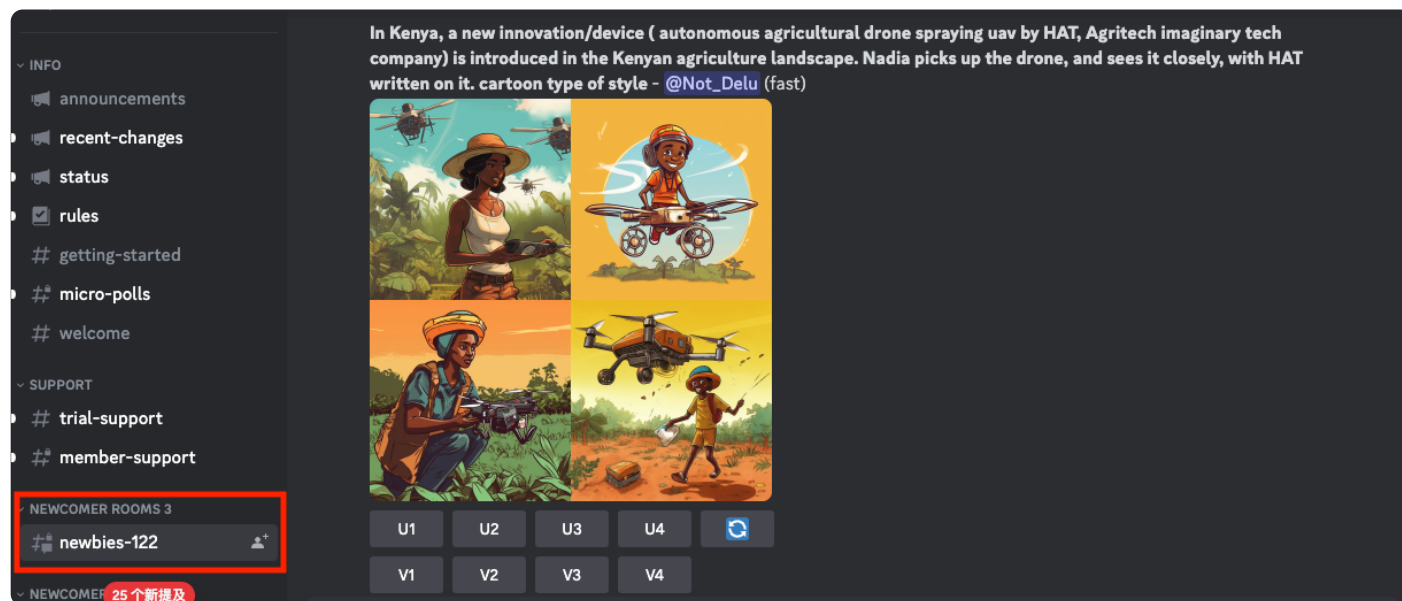 INFO
announcements
recent-changes
status
rules
getting-started
micro-polls
welcome
SUPPORT
trial-support
member-support
NEWCOMER ROOMS 3
newbies-122
NEWCOMER
25 个新提及
In Kenya, a new innovation/device ( autonomous agricultural drone spraying uav by HAT, Agritech imaginary tech
company) is introduced in the Kenyan agriculture landscape. Nadia picks up the drone, and sees it closely, with HAT
written on it. cartoon type of style - @Not_Delu (fast)
U1 U2 U3 U4
V1 V2 V3 V4